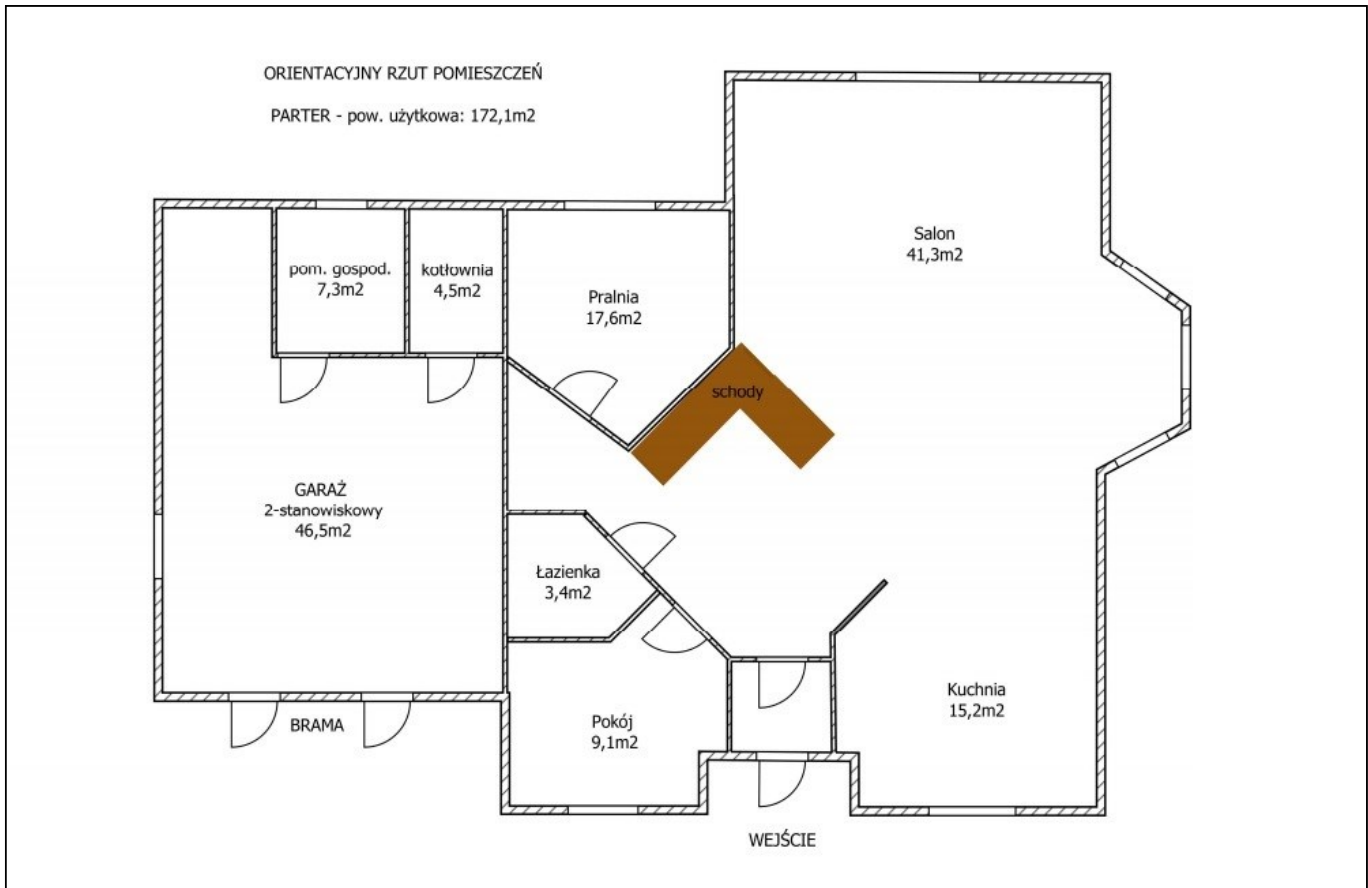 ORIENTACYJNY RZUT POMIESZCZEŃ
PARTER - pow. użytkowa: 172,1m2
Salon
41,3m2
pom. gospod.
7,3m2
kotłownia
4,5m2
Pralnia
17,6m2
schody
GARAŻ
2-stanowiskowy
46,5m2
Łazienka
3,4m2
Kuchnia
15,2m2
Pokój
9,1m2
BRAMA
WEJŚCIE